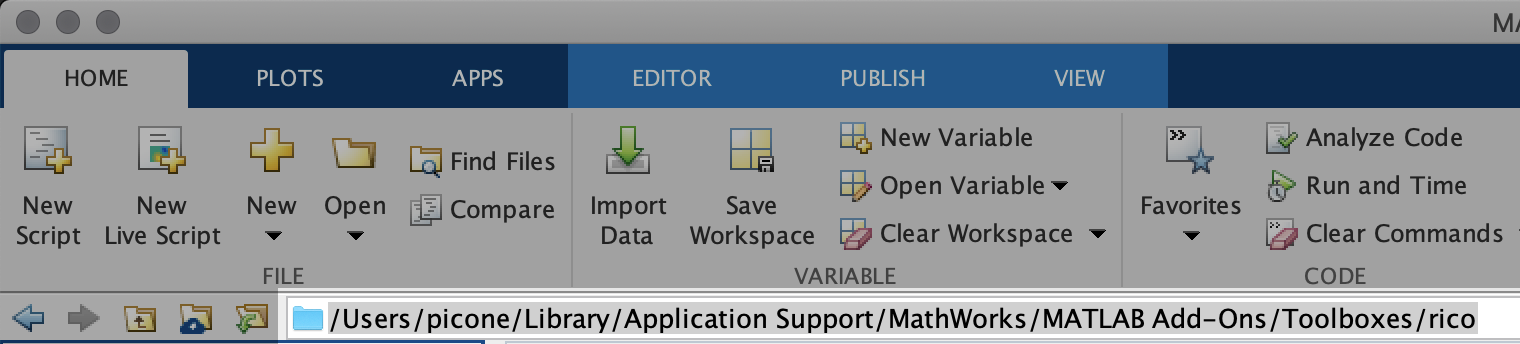 MA
HOME PLOTS APPS EDITOR PUBLISH VIEW
New Script
New Live Script
New
Open
Find Files
Compare
FILE
Import Data
Save Workspace
New Variable
Open Variable
Clear Workspace
VARIABLE
Favorites
Analyze Code
Run and Time
Clear Commands
CODE
/Users/picone/Library/Application Support/MathWorks/MATLAB Add-Ons/Toolboxes/rico